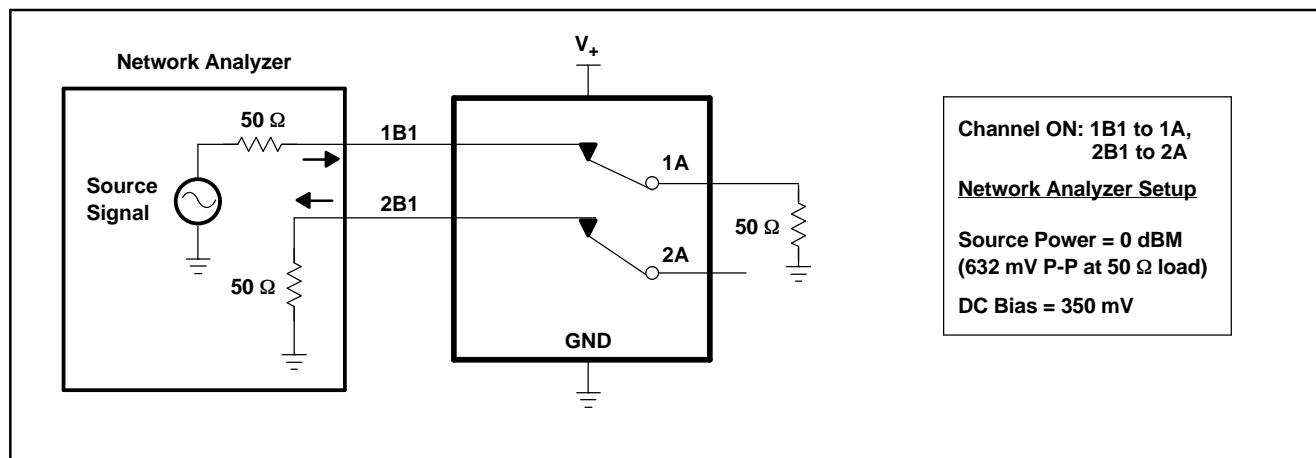 Network Analyzer
50 Ω
Source
Signal
50 Ω
1B1
2B1
V+
1A
2A
GND
50 Ω
Channel ON: 1B1 to 1A,
2B1 to 2A
Network Analyzer Setup
Source Power = 0 dBM
(632 mV P-P at 50 Ω load)
DC Bias = 350 mV